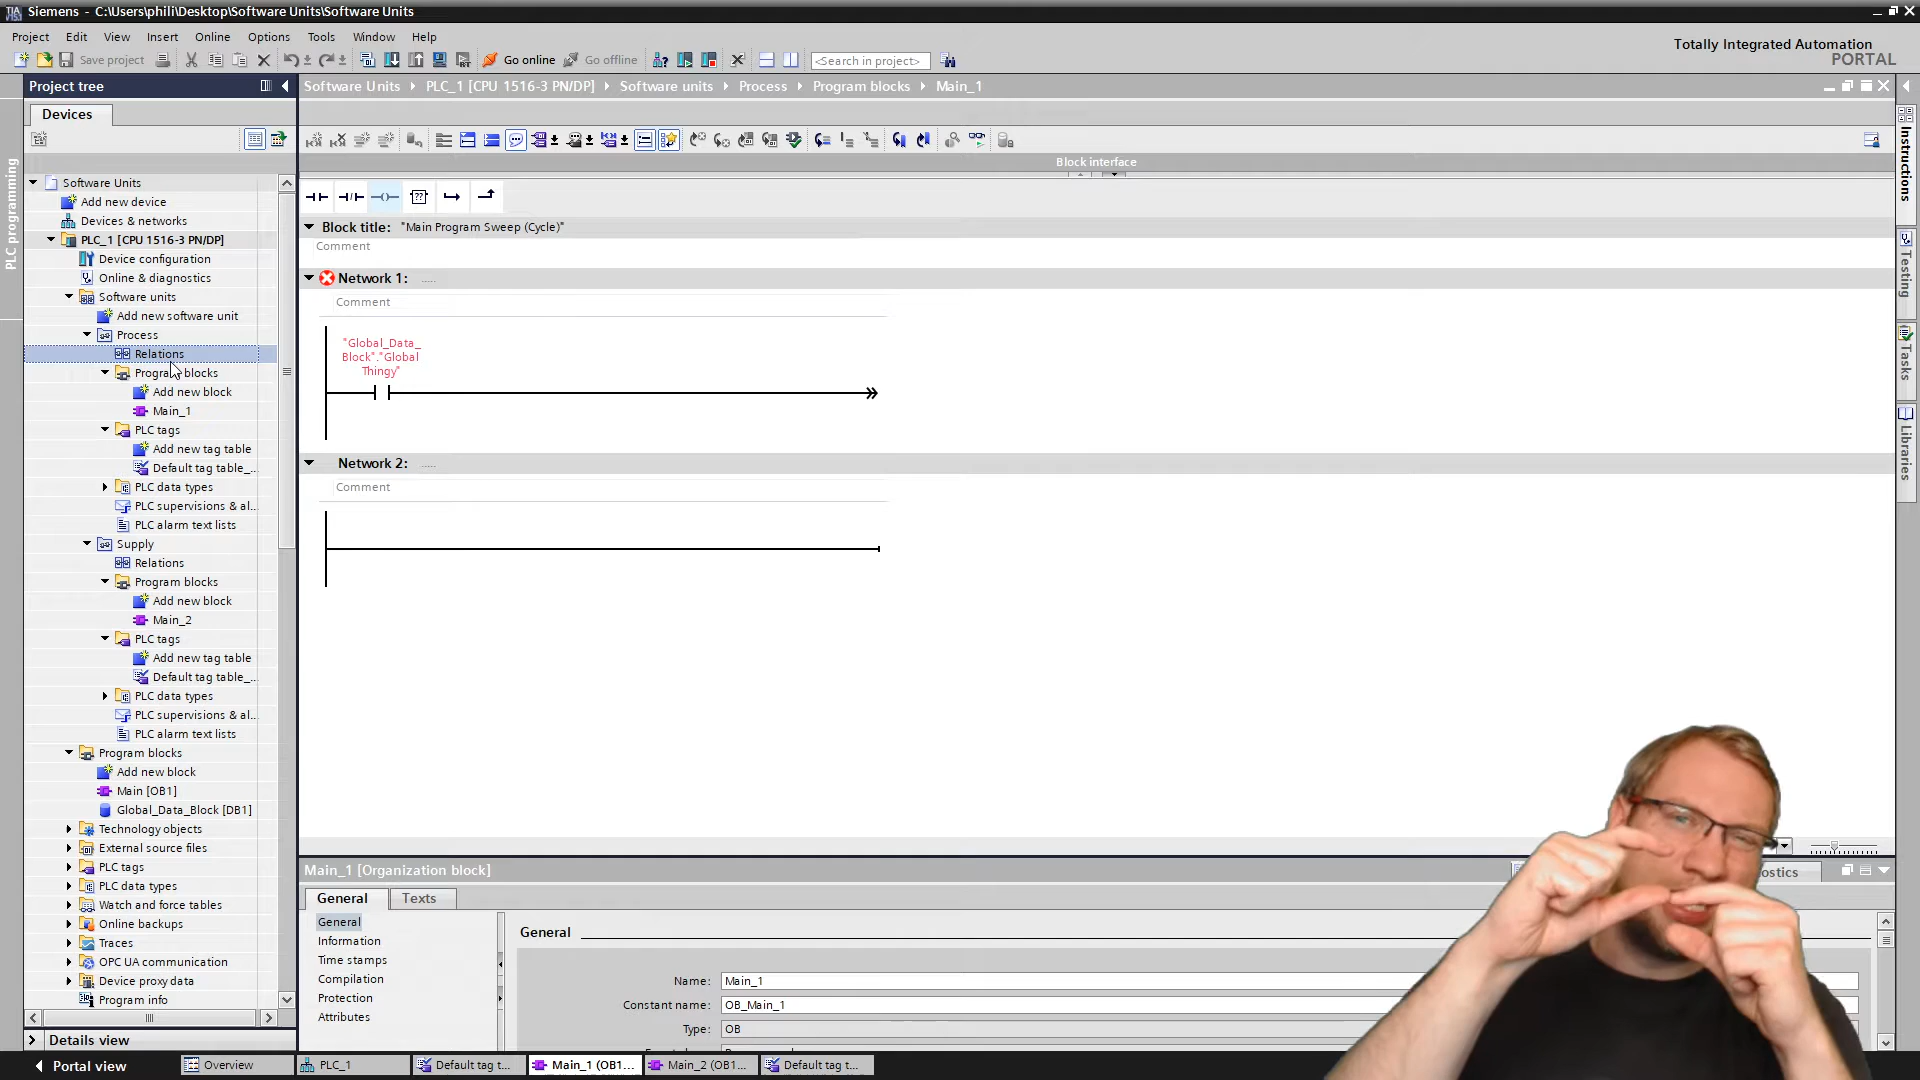 Siemens - C:\Users\phili\Desktop\Software Units\Software Units
Project Edit View Insert Online Options Tools Window Help
Save project Go online Go offline <Search in project>
Totally Integrated Automation
PORTAL
Project tree
Software Units PLC_1 [CPU 1516-3 PN/DP] Software units Process Program blocks Main_1
Devices
Block interface
PLC programming
Software Units
Add new device
Devices & networks
PLC_1 [CPU 1516-3 PN/DP]
Device configuration
Online & diagnostics
Software units
Add new software unit
Process
Relations
Program blocks
Add new block
Main_1
PLC tags
Add new tag table
Default tag table_...
PLC data types
PLC supervisions & al...
PLC alarm text lists
Supply
Relations
Program blocks
Add new block
Main_2
PLC tags
Add new tag table
Default tag table_...
PLC data types
PLC supervisions & al...
PLC alarm text lists
Program blocks
Add new block
Main [OB1]
Global_Data_Block [DB1]
Technology objects
External source files
PLC tags
PLC data types
Watch and force tables
Online backups
Traces
OPC UA communication
Device proxy data
Program info
Details view
??
Block title: "Main Program Sweep (Cycle)"
Comment
Network 1: .....
Comment
"Global_Data_
Block"."Global
Thingy"
Network 2: .....
Comment
Instructions
Testing
Tasks
Libraries
Main_1 [Organization block]
ostics
General Texts
General
Information
Time stamps
Compilation
Protection
Attributes
General
Name: Main_1
Constant name: OB_Main_1
Type: OB
Portal view Overview PLC_1 Default tag t... Main_1 (OB1... Main_2 (OB1... Default tag t...